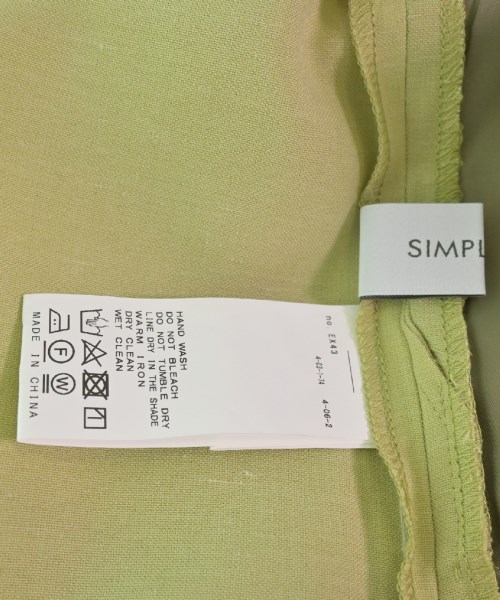 SIMPL
HAND WASH
DO NOT BLEACH
DO NOT TUMBLE DRY
LINE DRY IN THE SHADE
WARM IRON
DRY CLEAN
WET CLEAN
F
W
MADE IN CHINA
no EX43
4-06-2